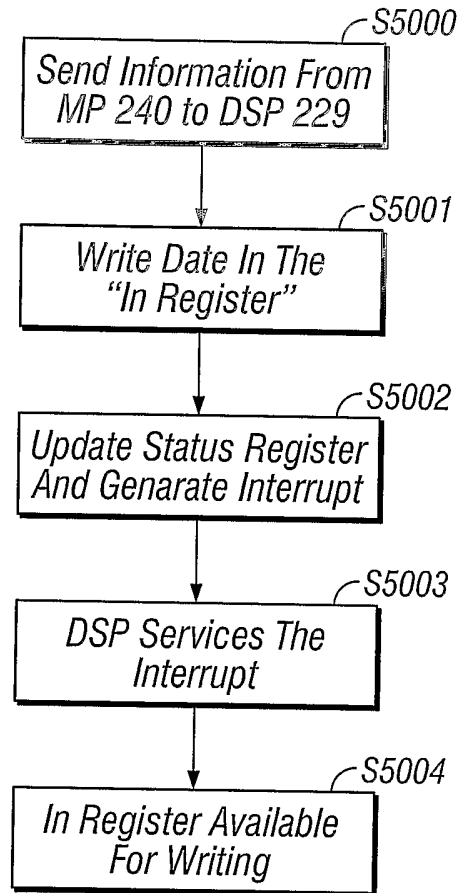 S5000
Send Information From
MP 240 to DSP 229
S5001
Write Date In The
“In Register”
S5002
Update Status Register
And Genarate Interrupt
S5003
DSP Services The
Interrupt
S5004
In Register Available
For Writing